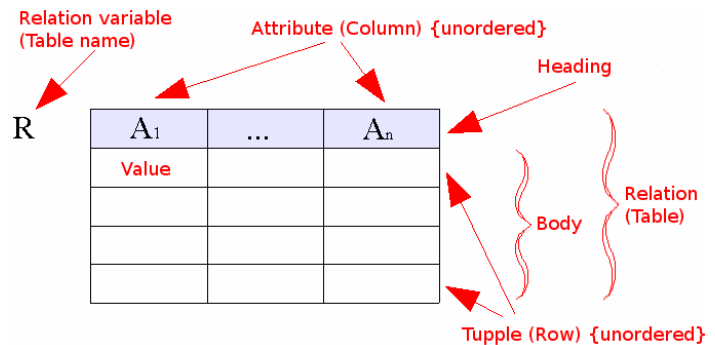 Relation variable
(Table name)
Attribute (Column) {unordered}
Heading
R
A1
...
An
Value
Relation
(Table)
Body
Tupple (Row) {unordered}